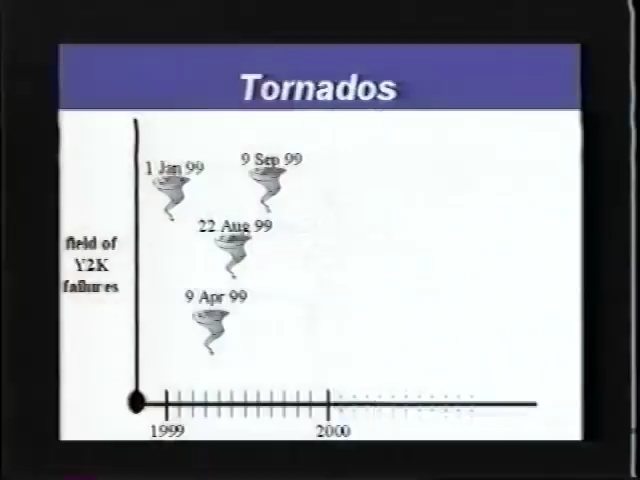 Tornados
1 Jan 99
9 Sep 99
22 Aug 99
field of
Y2K
failures
9 Apr 99
1999
2000